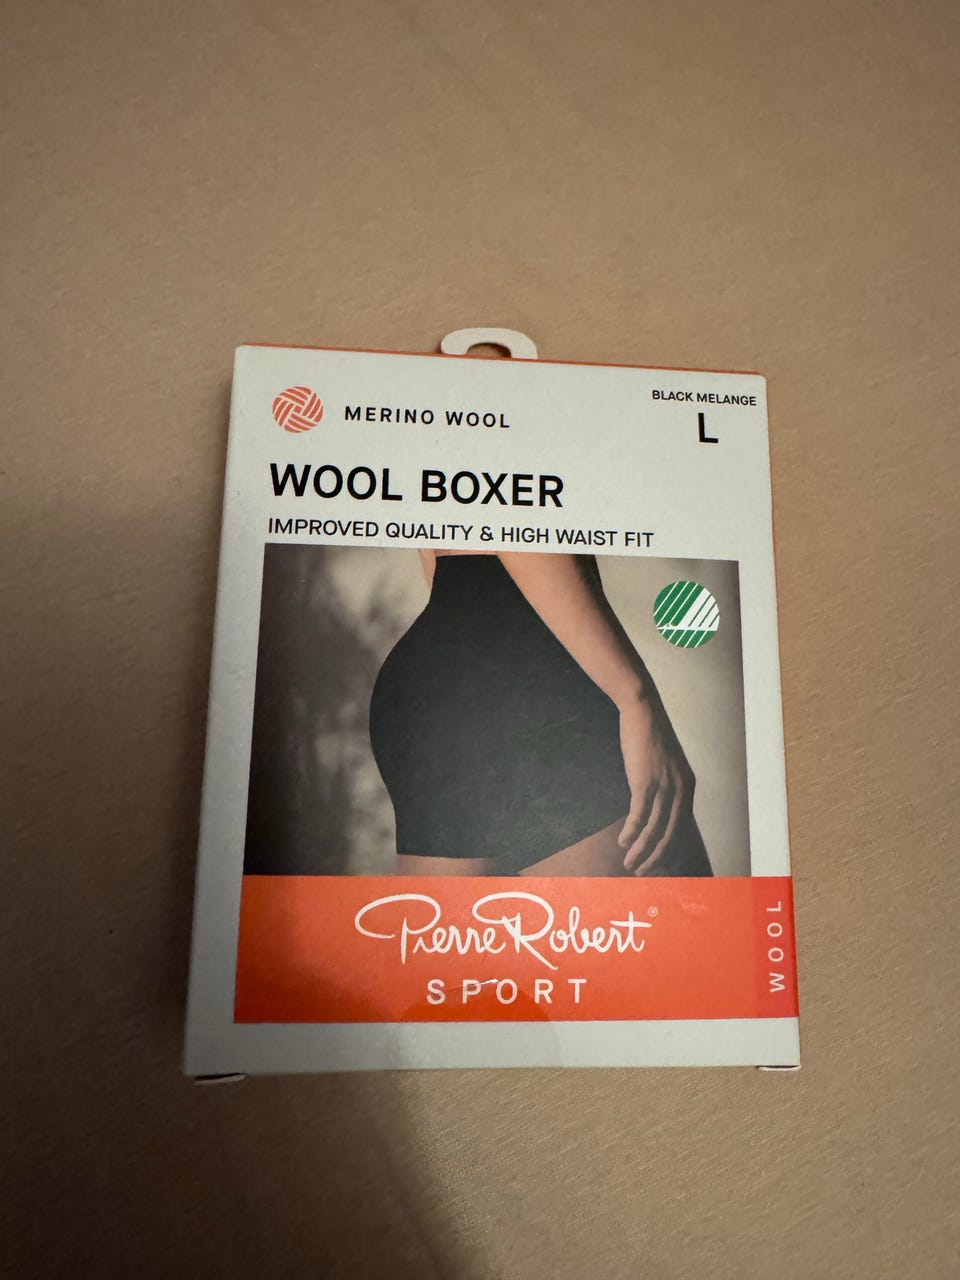 MERINO WOOL
BLACK MELANGE
L
WOOL BOXER
IMPROVED QUALITY & HIGH WAIST FIT
Pierre Robert®
SPORT
WOOL